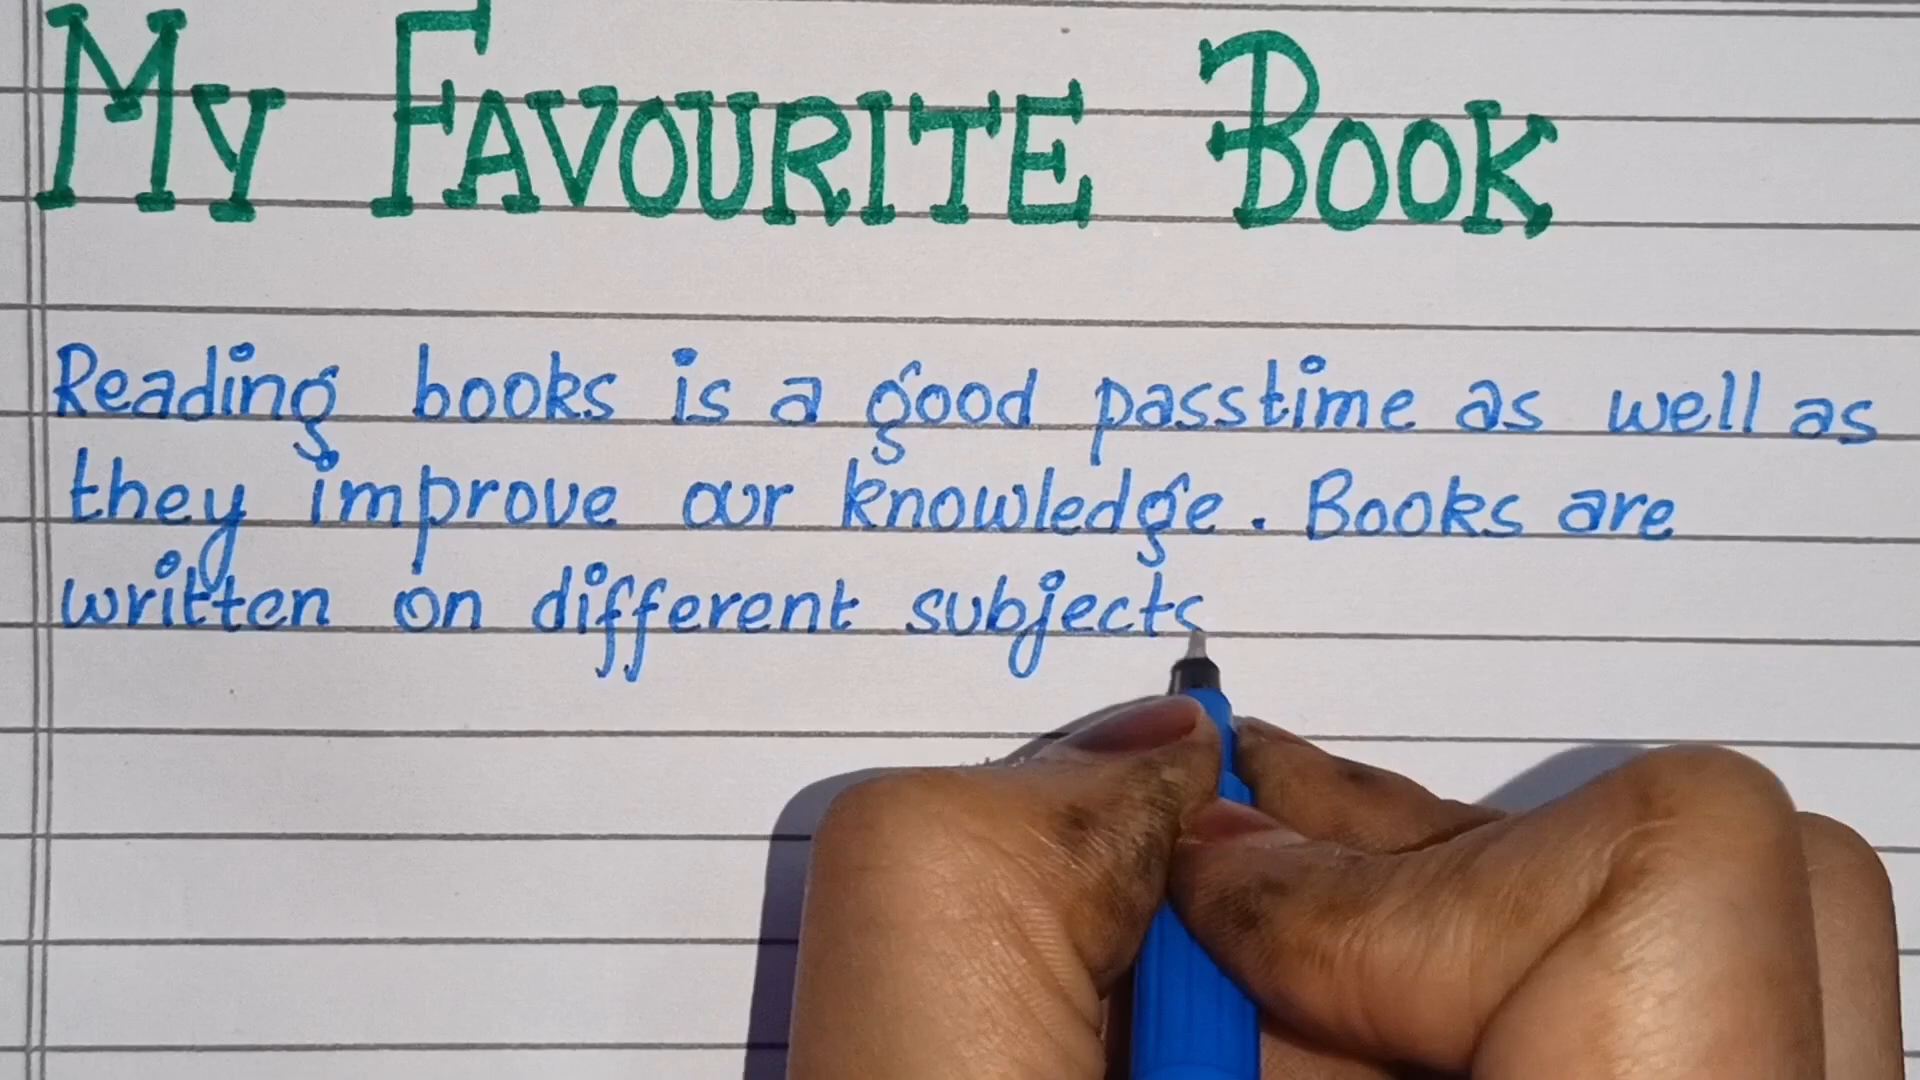 My Favourite Book
Reading books is a good passtime as well as
they improve our knowledge. Books are
written on different subjects